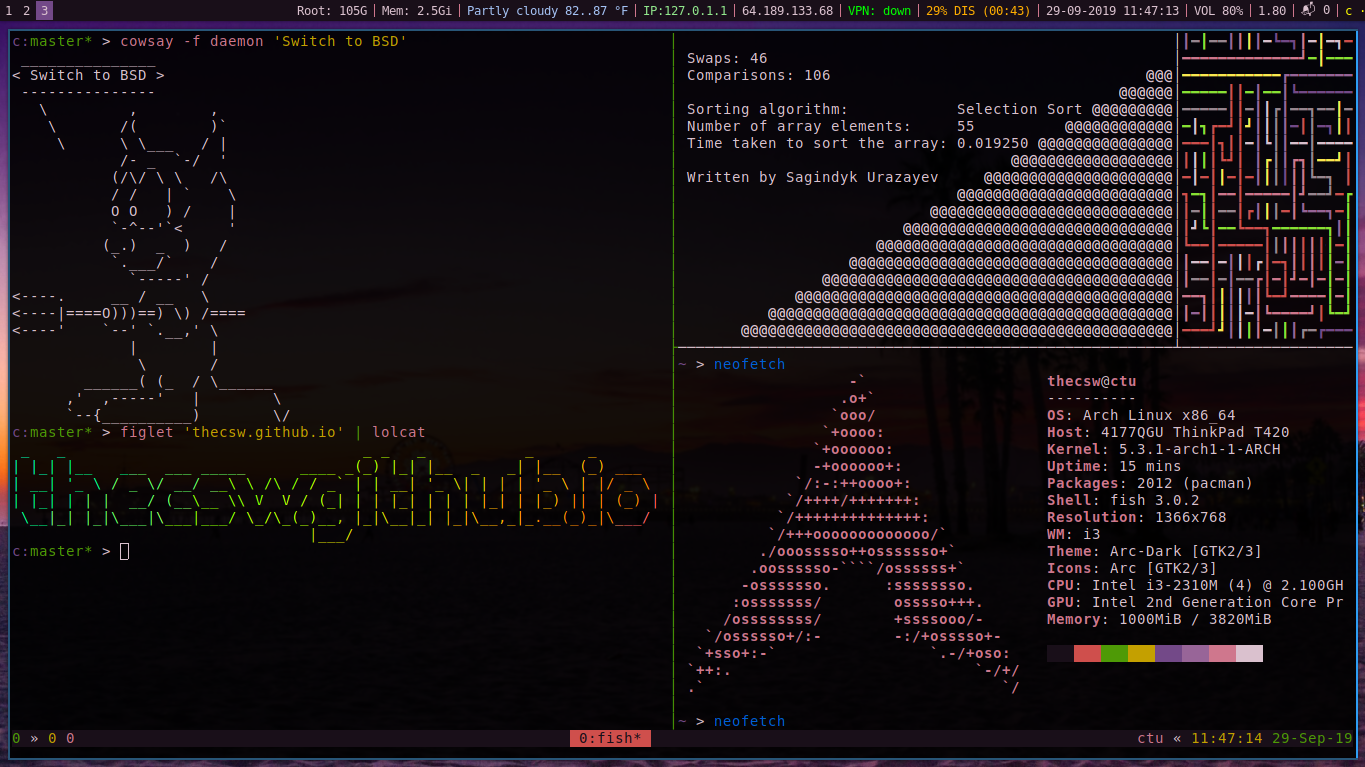 1 2 3 Root: 105G | Mem: 2.5Gi | Partly cloudy 82..87 °F | IP:127.0.1.1 | 64.189.133.68 | VPN: down | 29% DIS (00:43) | 29-09-2019 11:47:13 | VOL 80% | 1.80 | 0 | c
c:master* > cowsay -f daemon 'Switch to BSD'
< Switch to BSD >
c:master* > figlet 'thecsw.github.io' | lolcat
thecsw.github.io
c:master* >
Swaps: 46
Comparisons: 106
Sorting algorithm: Selection Sort
Number of array elements: 55
Time taken to sort the array: 0.019250
Written by Sagindyk Urazayev
~ > neofetch
thecsw@ctu
----------
OS: Arch Linux x86_64
Host: 4177QGU ThinkPad T420
Kernel: 5.3.1-arch1-1-ARCH
Uptime: 15 mins
Packages: 2012 (pacman)
Shell: fish 3.0.2
Resolution: 1366x768
WM: i3
Theme: Arc-Dark [GTK2/3]
Icons: Arc [GTK2/3]
CPU: Intel i3-2310M (4) @ 2.100GH
GPU: Intel 2nd Generation Core Pr
Memory: 1000MiB / 3820MiB
~ > neofetch
0 » 0 0 0:fish* ctu « 11:47:14 29-Sep-19